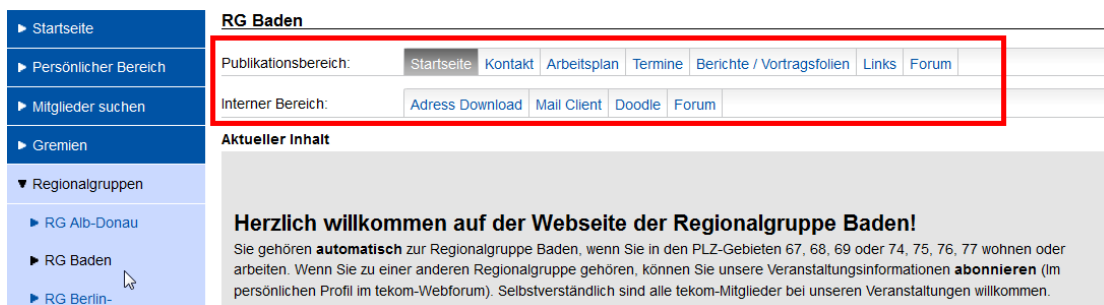 Startseite
Persönlicher Bereich
Mitglieder suchen
Gremien
Regionalgruppen
RG Alb-Donau
RG Baden
RG Berlin-
RG Baden
Publikationsbereich: Startseite Kontakt Arbeitsplan Termine Berichte / Vortragsfolien Links Forum
Interner Bereich: Adress Download Mail Client Doodle Forum
Aktueller Inhalt
Herzlich willkommen auf der Webseite der Regionalgruppe Baden!
Sie gehören automatisch zur Regionalgruppe Baden, wenn Sie in den PLZ-Gebieten 67, 68, 69 oder 74, 75, 76, 77 wohnen oder
arbeiten. Wenn Sie zu einer anderen Regionalgruppe gehören, können Sie unsere Veranstaltungsinformationen abonnieren (Im
persönlichen Profil im tekom-Webforum). Selbstverständlich sind alle tekom-Mitglieder bei unseren Veranstaltungen willkommen.